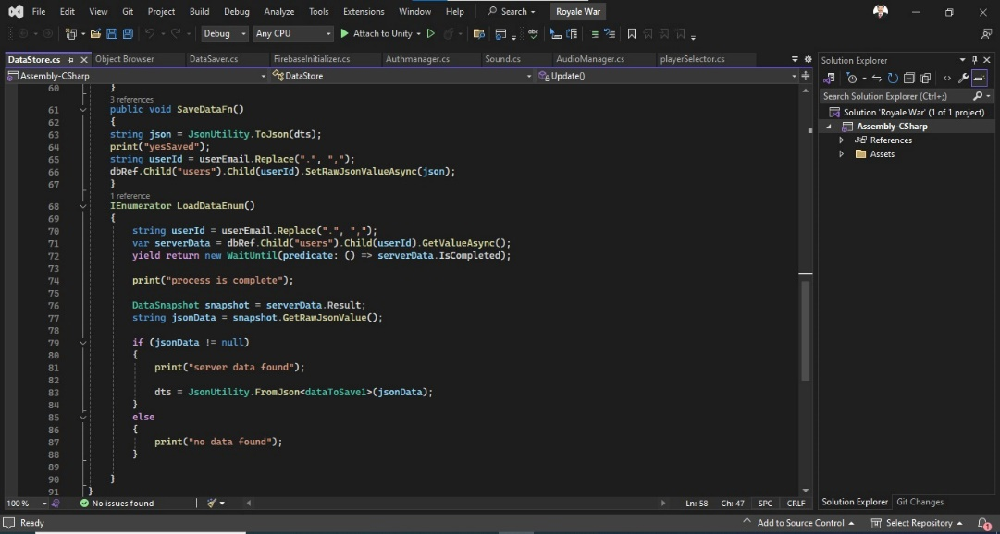 File Edit View Git Project Build Debug Analyze Tools Extensions Window Help Search Royale War
Debug Any CPU Attach to Unity
DataStore.cs Object Browser DataSaver.cs FirebaseInitializer.cs Authmanager.cs Sound.cs AudioManager.cs playerSelector.cs
Assembly-CSharp DataStore Update()
60 }
3 references
61 public void SaveDataFn()
62 {
63 string json = JsonUtility.ToJson(dts);
64 print("yesSaved");
65 string userId = userEmail.Replace(".", ",");
66 dbRef.Child("users").Child(userId).SetRawJsonValueAsync(json);
67 }
1 reference
68 IEnumerator LoadDataEnum()
69 {
70 string userId = userEmail.Replace(".", ",");
71 var serverData = dbRef.Child("users").Child(userId).GetValueAsync();
72 yield return new WaitUntil(predicate: () => serverData.IsCompleted);
73
74 print("process is complete");
75
76 DataSnapshot snapshot = serverData.Result;
77 string jsonData = snapshot.GetRawJsonValue();
78
79 if (jsonData != null)
80 {
81 print("server data found");
82
83 dts = JsonUtility.FromJson<dataToSave1>(jsonData);
84 }
85 else
86 {
87 print("no data found");
88 }
89
90 }
91 }
100 % No issues found Ln: 58 Ch: 47 SPC CRLF
Solution Explorer
Search Solution Explorer (Ctrl+;)
Solution 'Royale War' (1 of 1 project)
Assembly-CSharp
References
Assets
Solution Explorer Git Changes
Ready Add to Source Control Select Repository 1